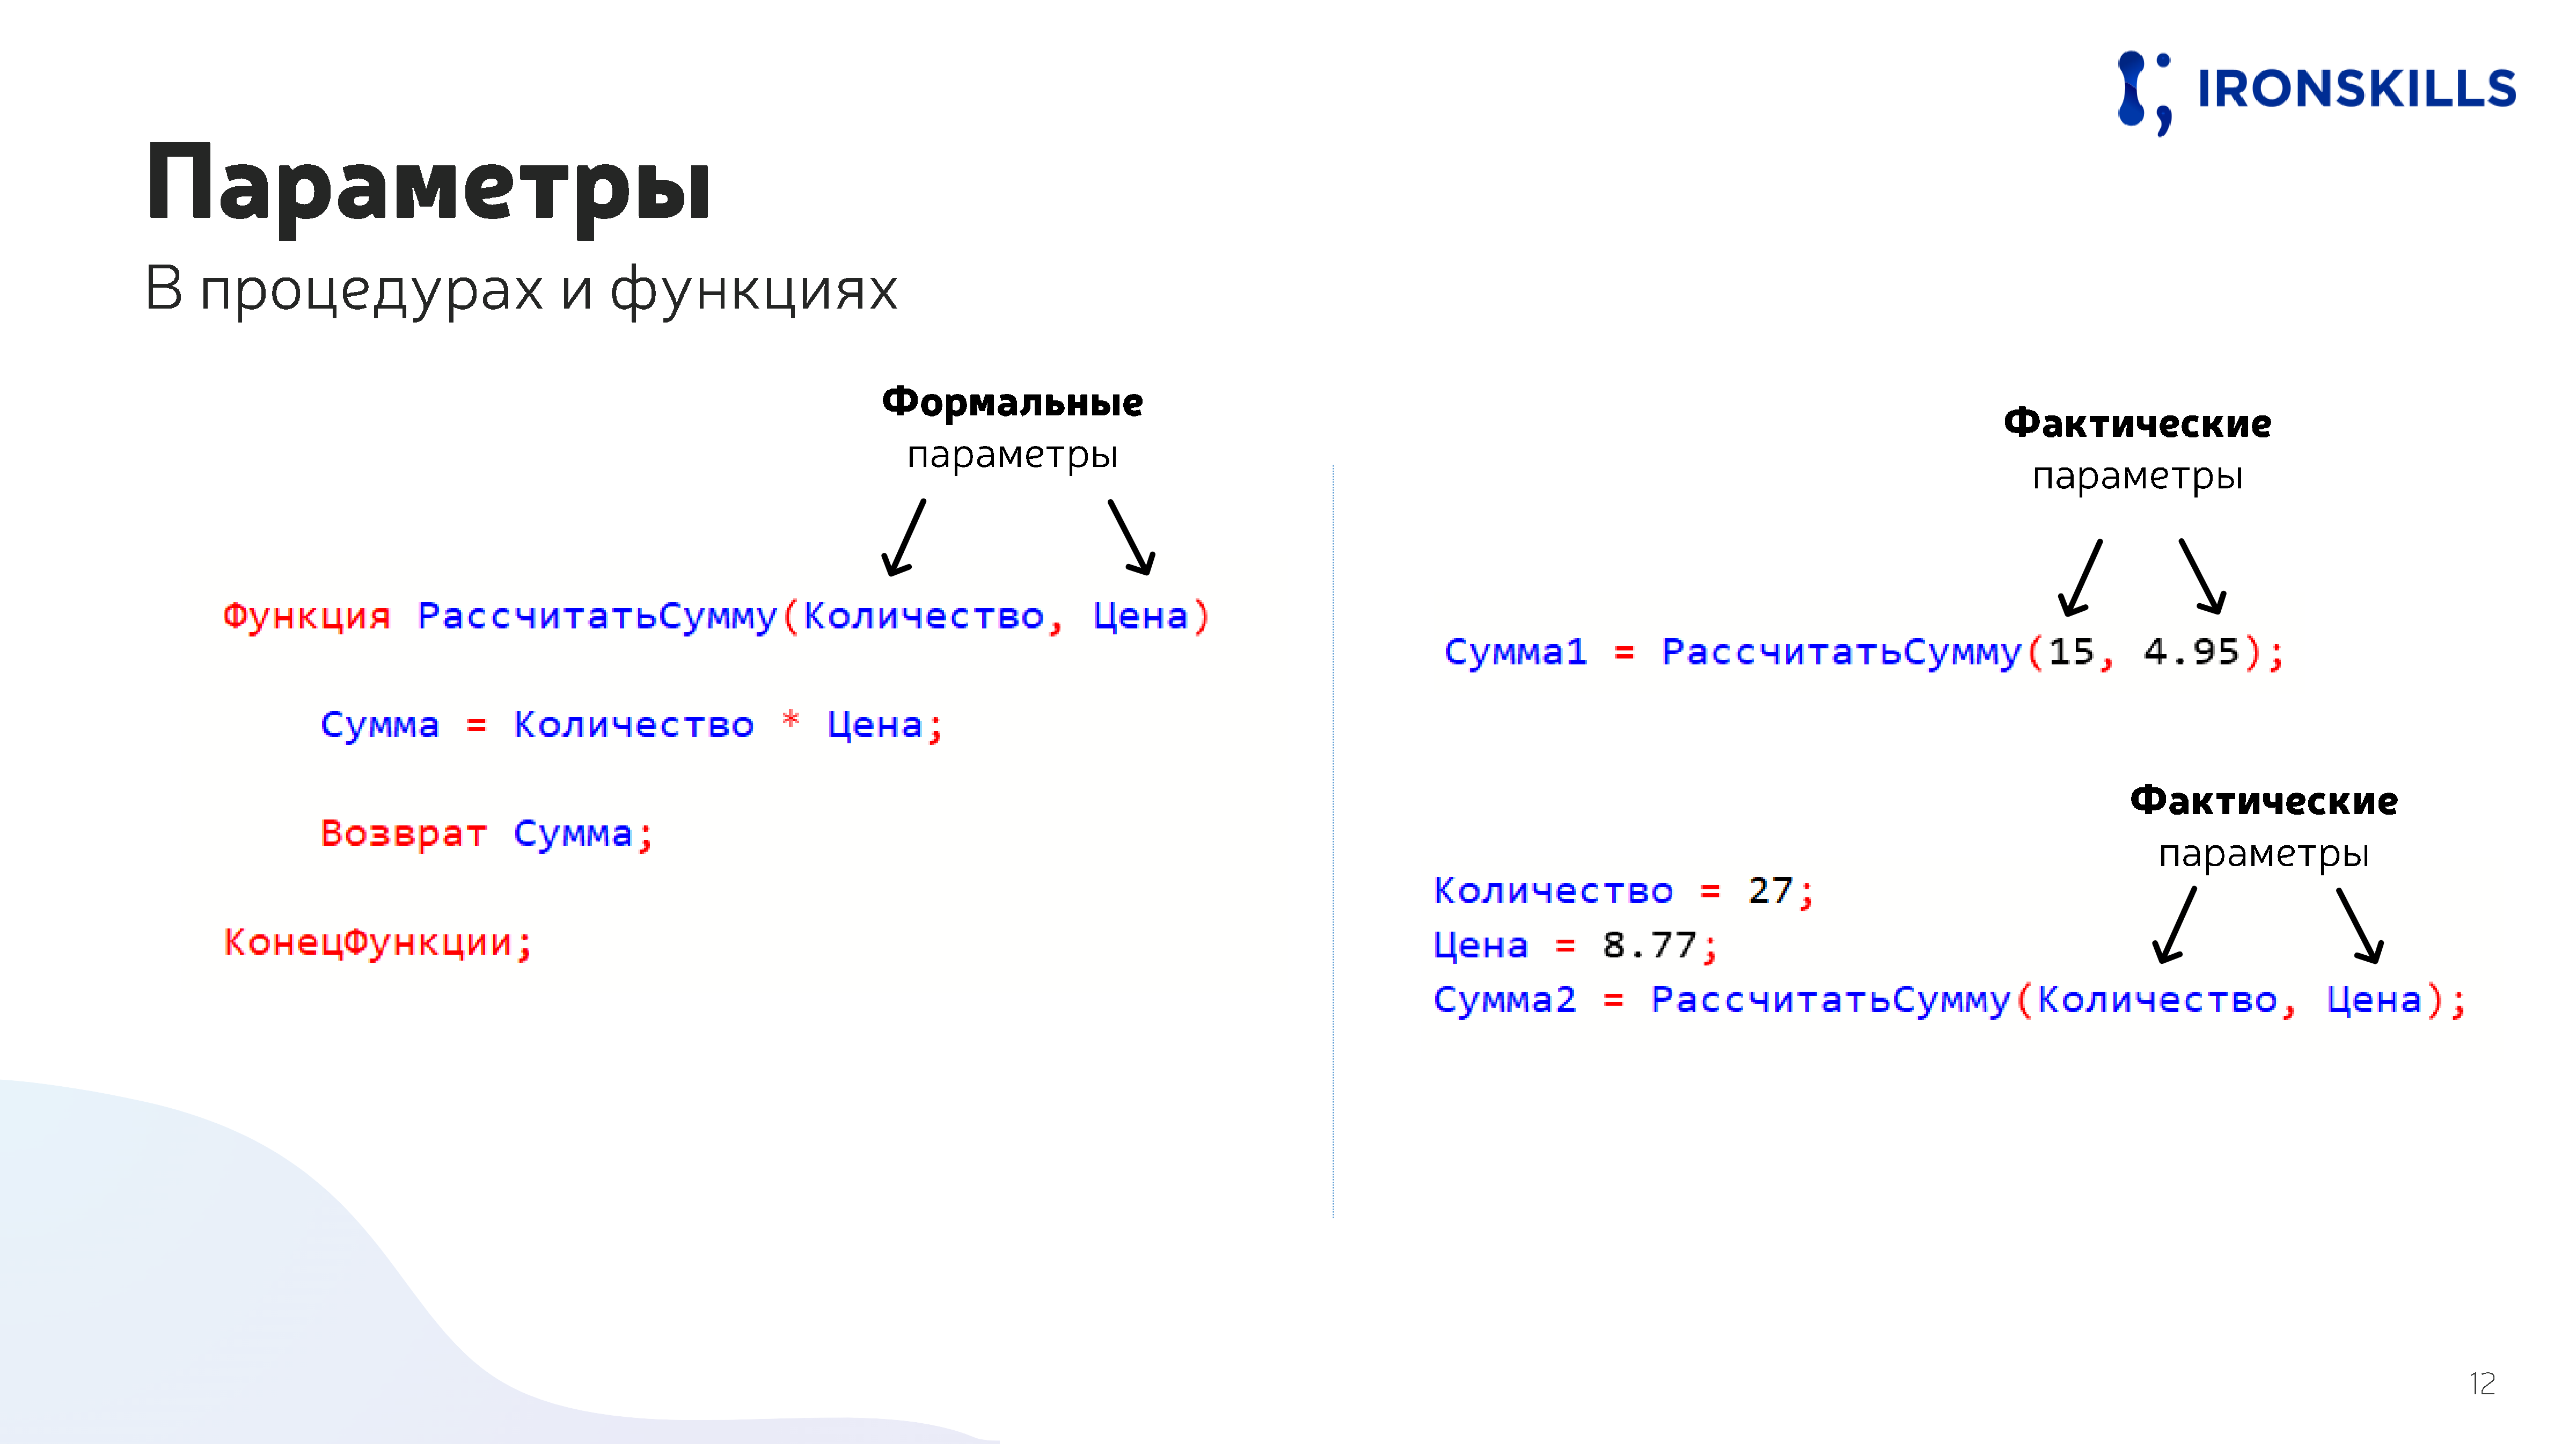 IRONSKILLS
Параметры
В процедурах и функциях
Формальные
параметры
Функция РассчитатьСумму(Количество, Цена)
Сумма = Количество * Цена;
Возврат Сумма;
КонецФункции;
Фактические
параметры
Сумма1 = РассчитатьСумму(15, 4.95);
Фактические
параметры
Количество = 27;
Цена = 8.77;
Сумма2 = РассчитатьСумму(Количество, Цена);
12